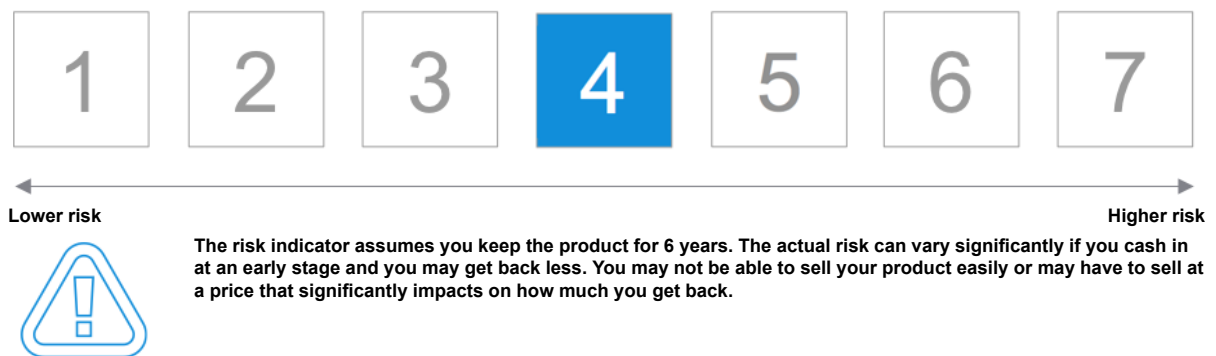 1 2 3 4 5 6 7
Lower risk Higher risk
The risk indicator assumes you keep the product for 6 years. The actual risk can vary significantly if you cash in
at an early stage and you may get back less. You may not be able to sell your product easily or may have to sell at
a price that significantly impacts on how much you get back.